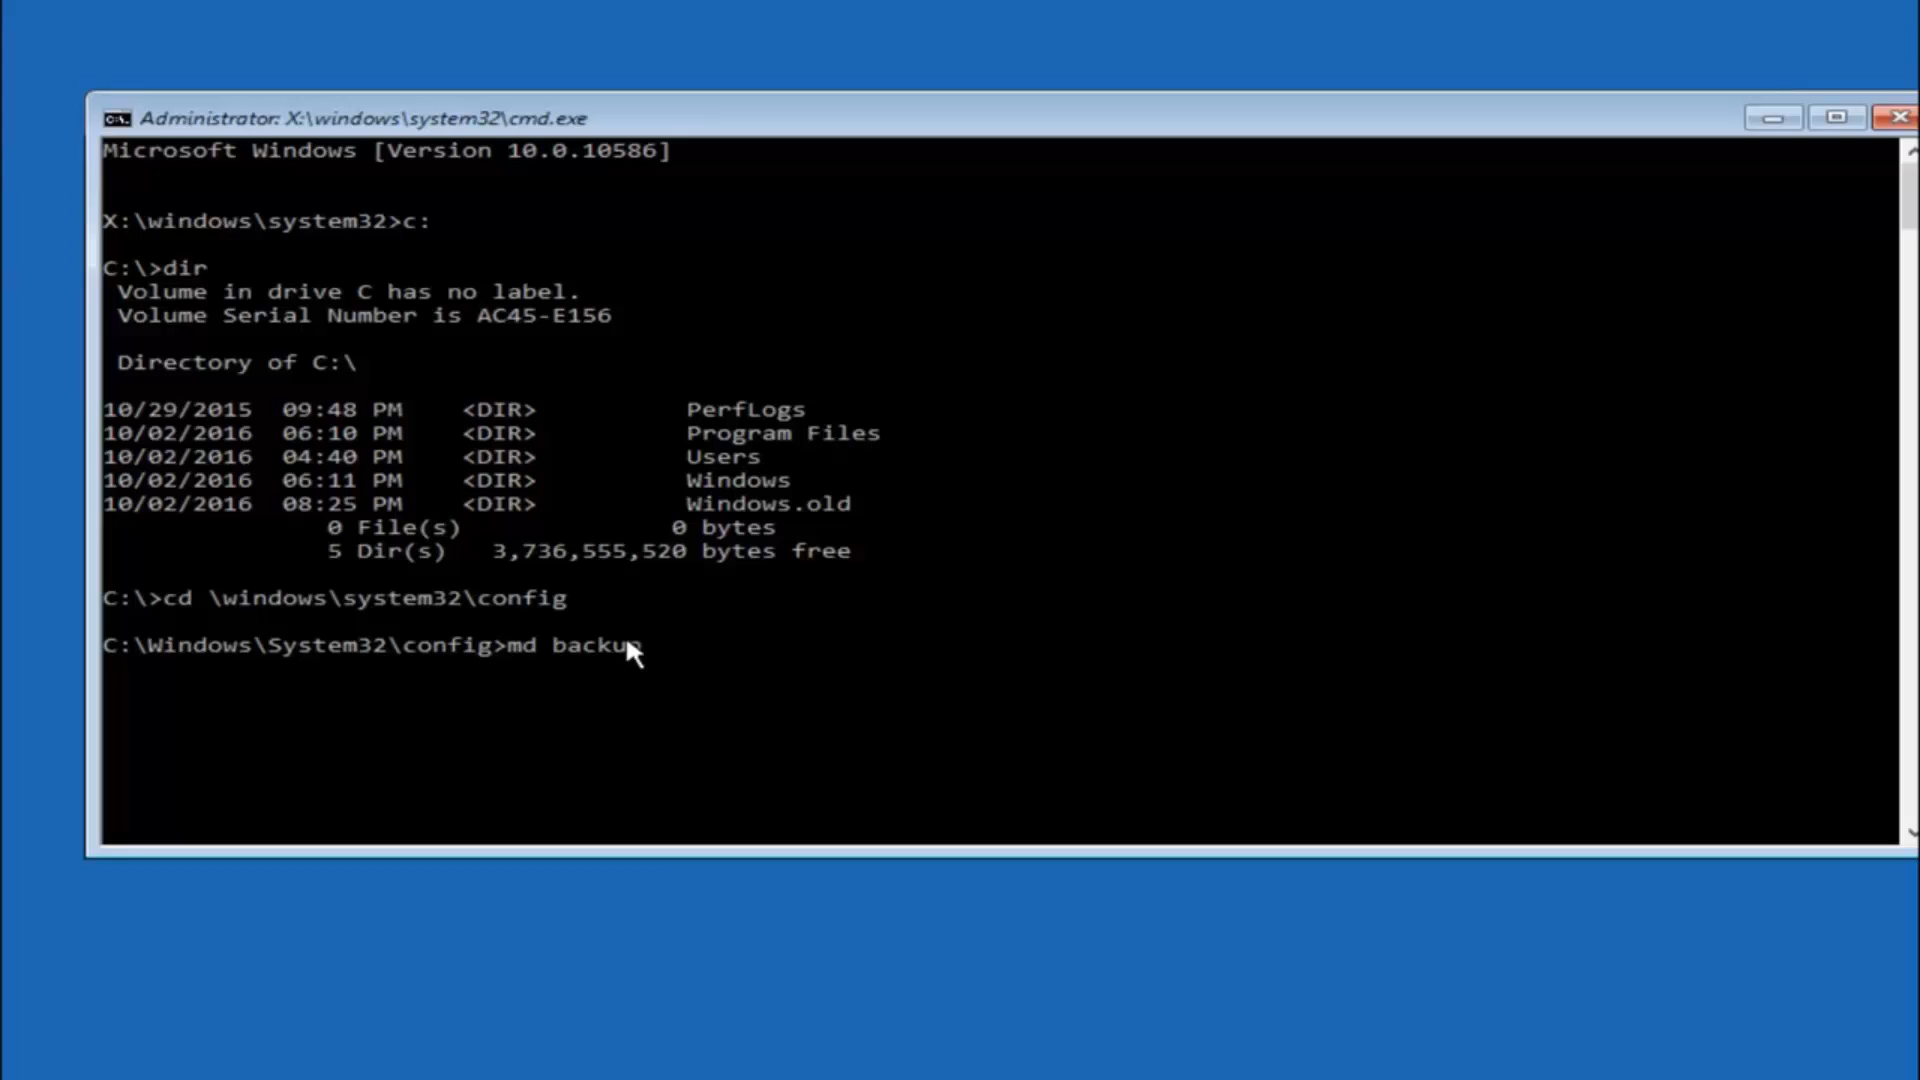 Administrator: X:\windows\system32\cmd.exe
Microsoft Windows [Version 10.0.10586]
X:\windows\system32>c:
C:\>dir
Volume in drive C has no label.
Volume Serial Number is AC45-E156
Directory of C:\
10/29/2015 09:48 PM <DIR> PerfLogs
10/02/2016 06:10 PM <DIR> Program Files
10/02/2016 04:40 PM <DIR> Users
10/02/2016 06:11 PM <DIR> Windows
10/02/2016 08:25 PM <DIR> Windows.old
0 File(s) 0 bytes
5 Dir(s) 3,736,555,520 bytes free
C:\>cd \windows\system32\config
C:\Windows\System32\config>md backup